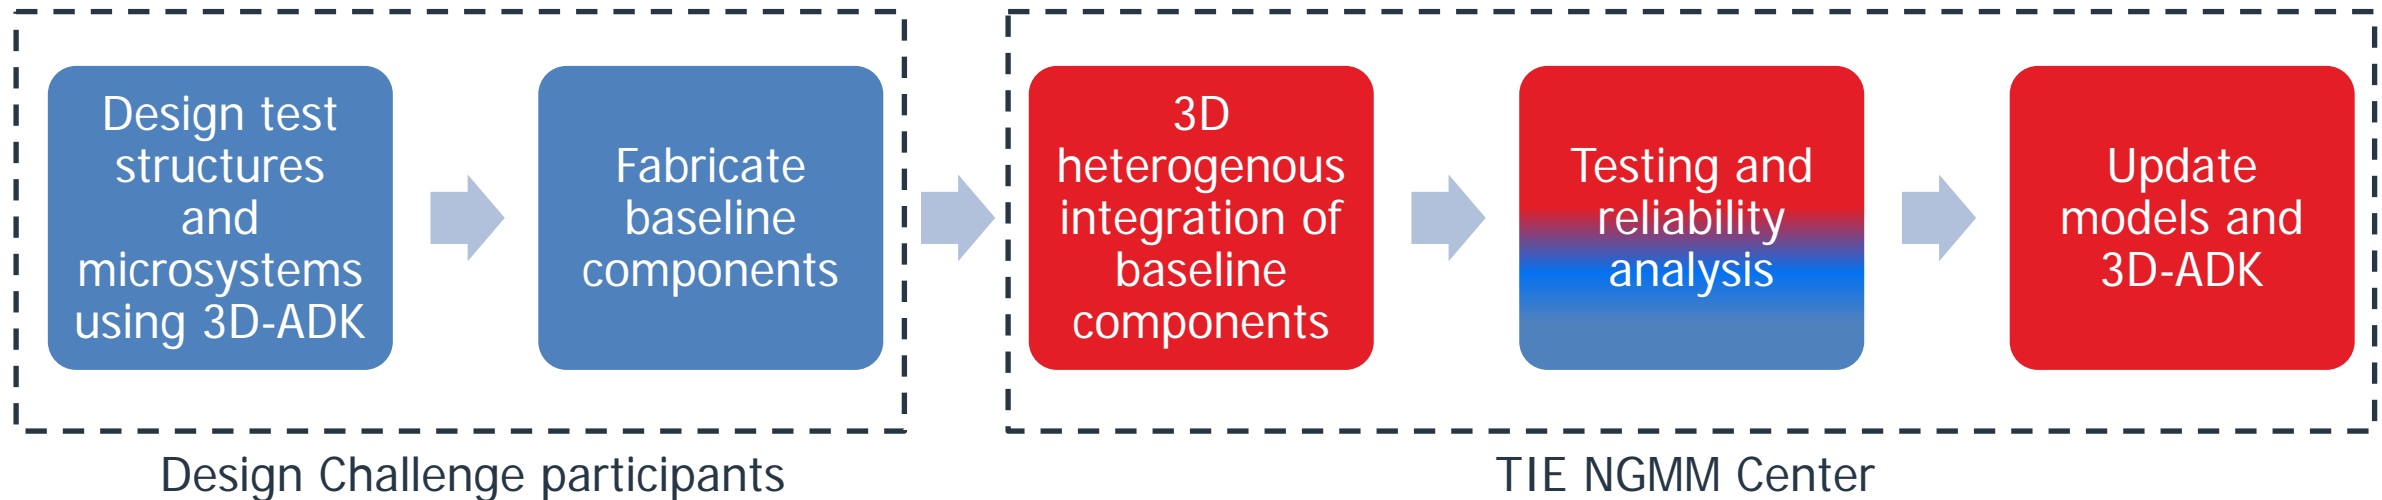 Design test
structures
and
microsystems
using 3D-ADK
Fabricate
baseline
components
3D
heterogenous
integration of
baseline
components
Testing and
reliability
analysis
Update
models and
3D-ADK
Design Challenge participants
TIE NGMM Center